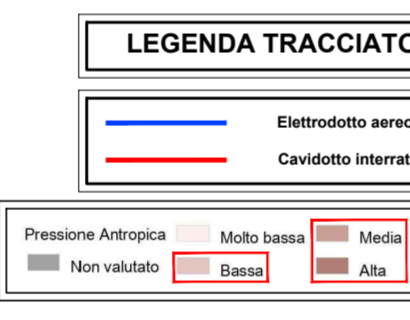 LEGENDA TRACCIATO
Elettrodotto aereo
Cavidotto interrat
Pressione Antropica Molto bassa Media
Non valutato Bassa Alta